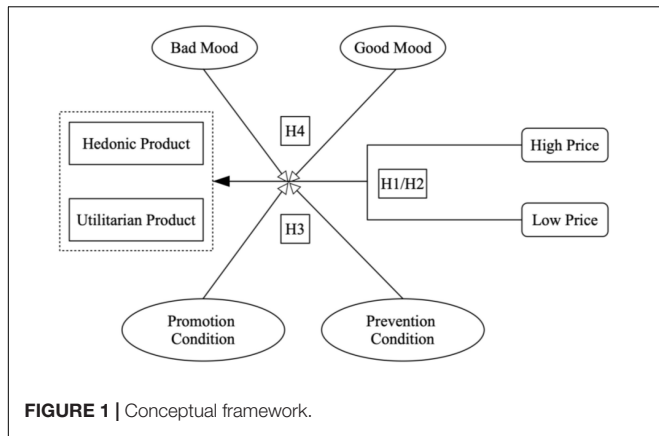 Bad Mood
Good Mood
H4
Hedonic Product
High Price
H1/H2
Utilitarian Product
Low Price
H3
Promotion
Condition
Prevention
Condition
FIGURE 1 | Conceptual framework.